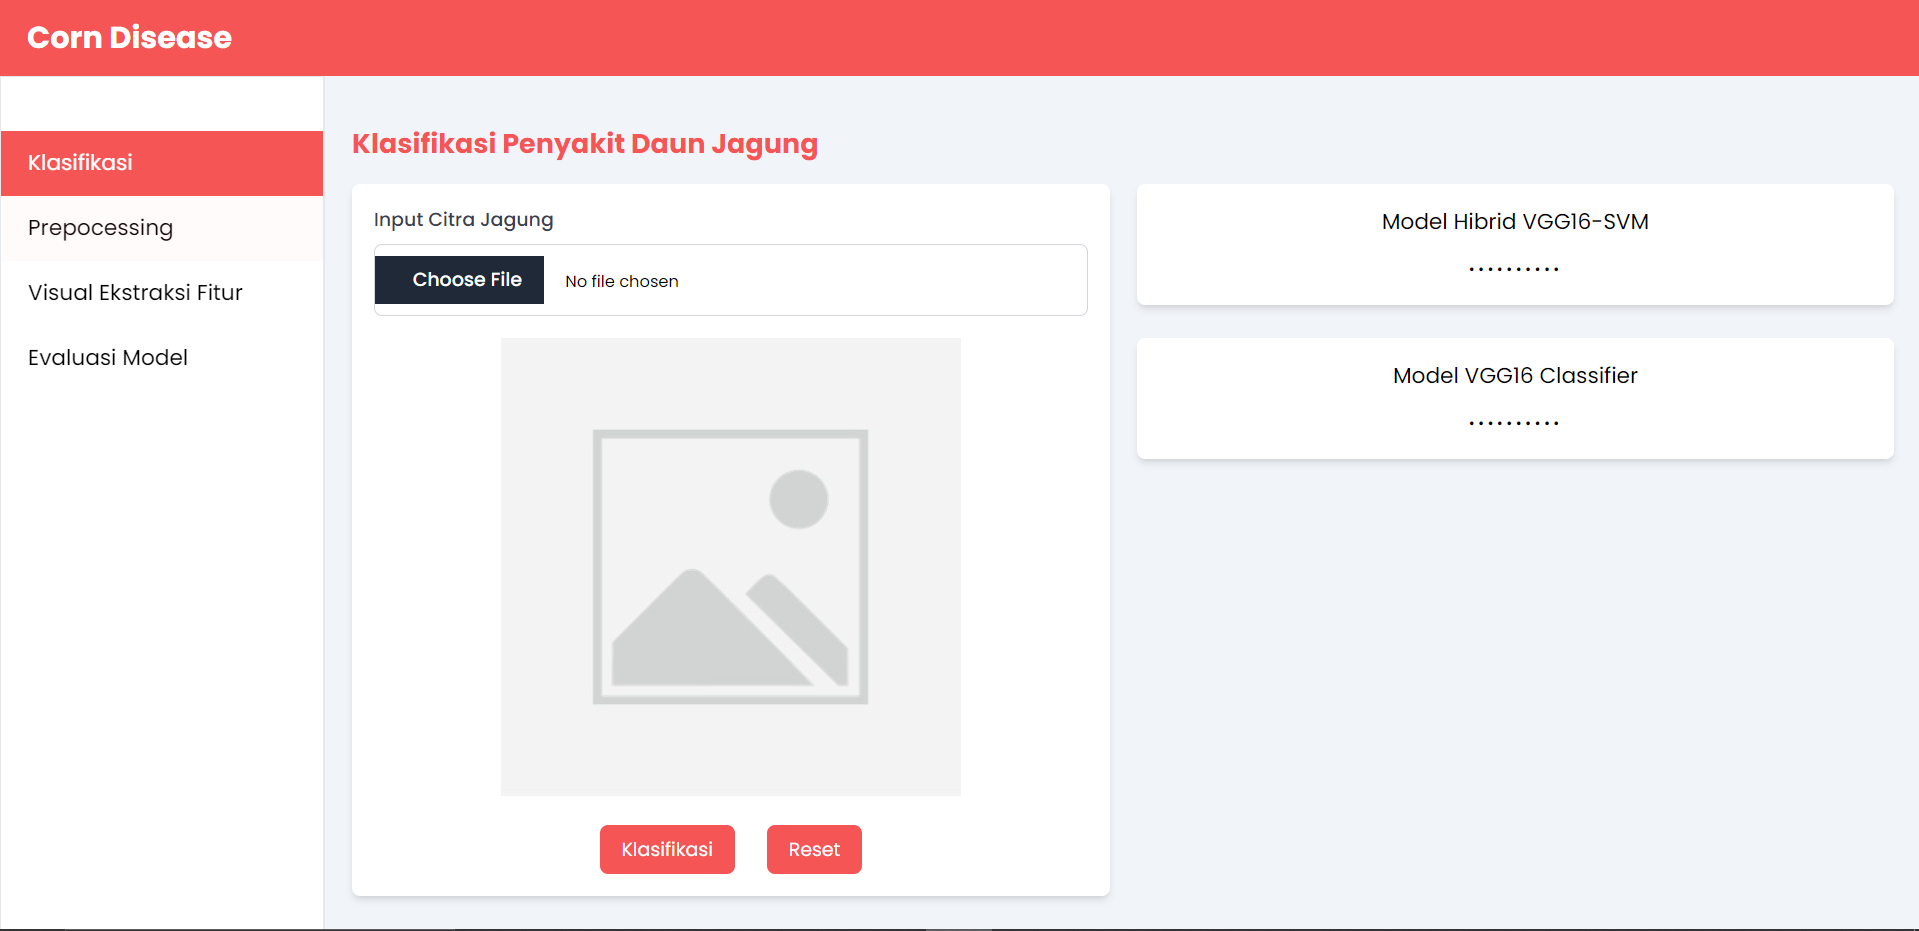 Corn Disease
Klasifikasi
Prepocessing
Visual Ekstraksi Fitur
Evaluasi Model
Klasifikasi Penyakit Daun Jagung
Input Citra Jagung
Choose File No file chosen
Klasifikasi Reset
Model Hibrid VGG16-SVM
..........
Model VGG16 Classifier
..........